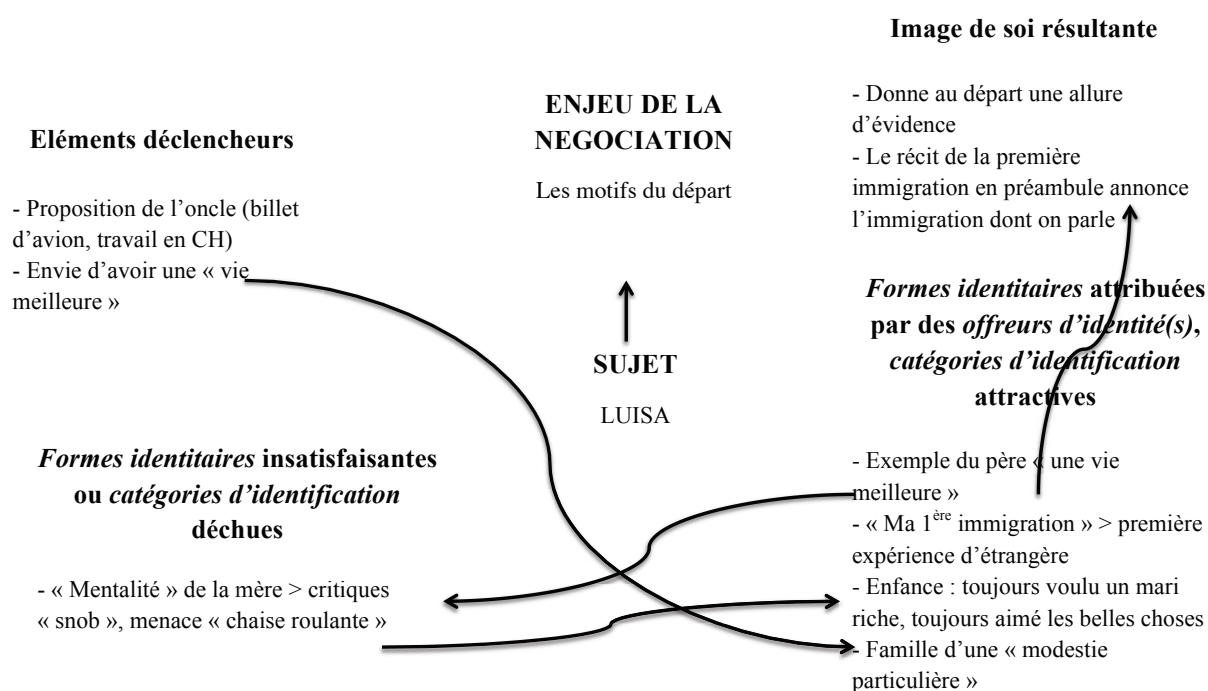 Eléments déclencheurs
- Proposition de l’oncle (billet
d’avion, travail en CH)
- Envie d’avoir une « vie
meilleure »
Formes identitaires insatisfaisantes
ou catégories d’identification
déchues
- « Mentalité » de la mère > critiques
« snob », menace « chaise roulante »
ENJEU DE LA
NEGOCIATION
Les motifs du départ
SUJET
LUISA
Image de soi résultante
- Donne au départ une allure
d’évidence
- Le récit de la première
immigration en préambule annonce
l’immigration dont on parle
Formes identitaires attribuées
par des offreurs d’identité(s),
catégories d’identification
attractives
- Exemple du père « une vie
meilleure »
- « Ma 1ère immigration » > première
expérience d’étrangère
- Enfance : toujours voulu un mari
riche, toujours aimé les belles choses
- Famille d’une « modestie
particulière »